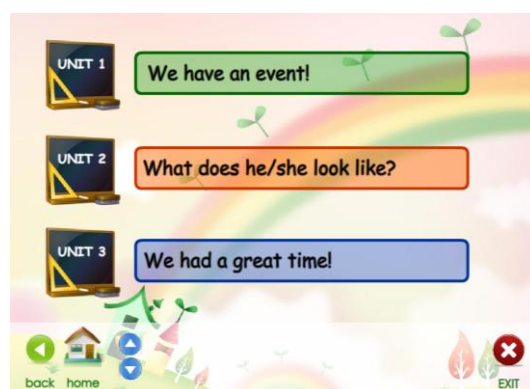 UNIT 1
We have an event!
UNIT 2
What does he/she look like?
UNIT 3
We had a great time!
back home
EXIT